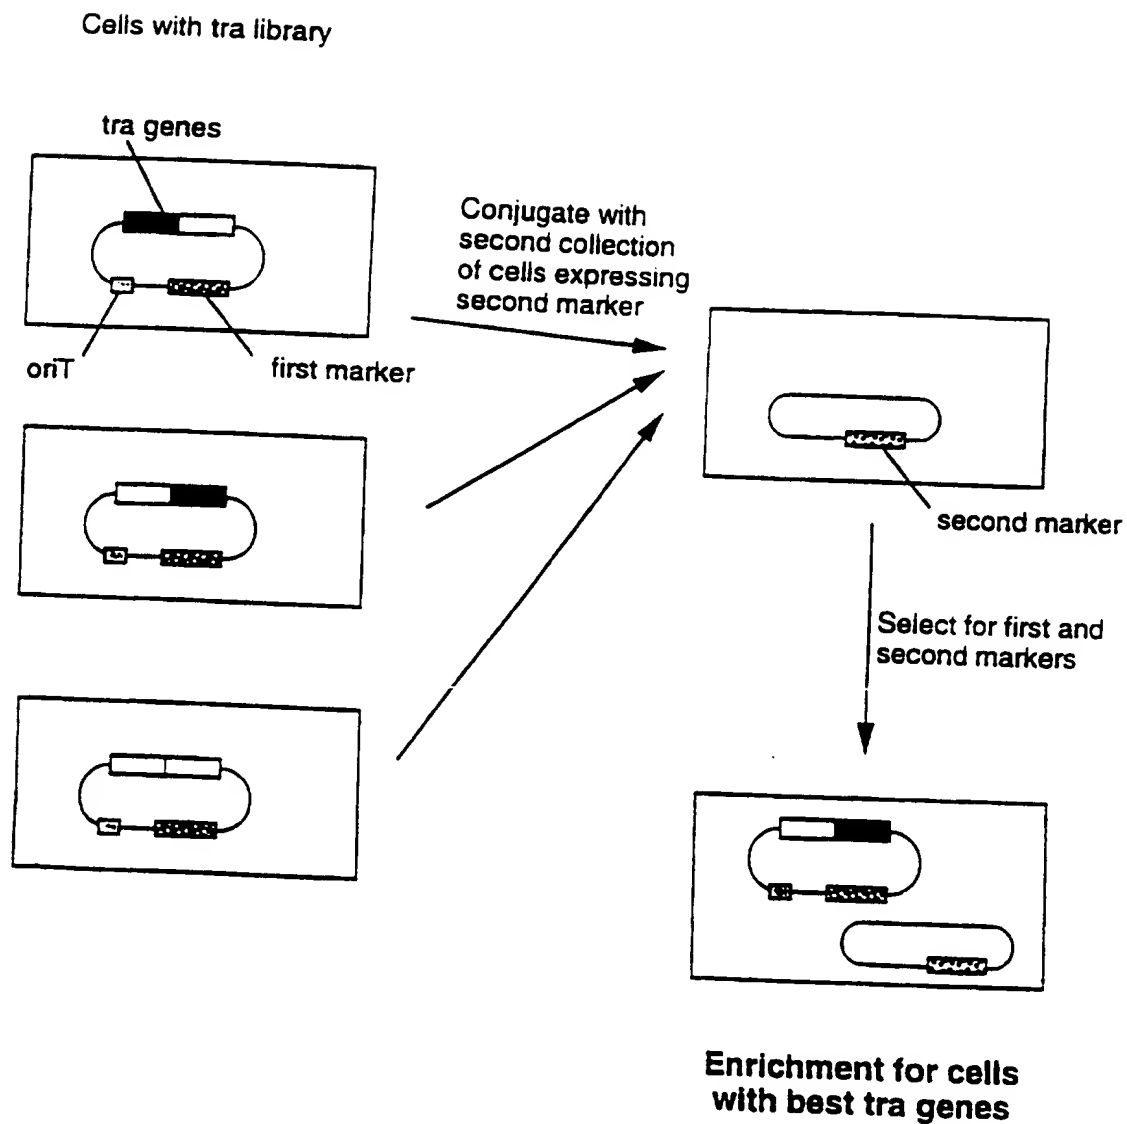 Cells with tra library
tra genes
Conjugate with
second collection
of cells expressing
second marker
oriT
first marker
second marker
Select for first and
second markers
Enrichment for cells
with best tra genes